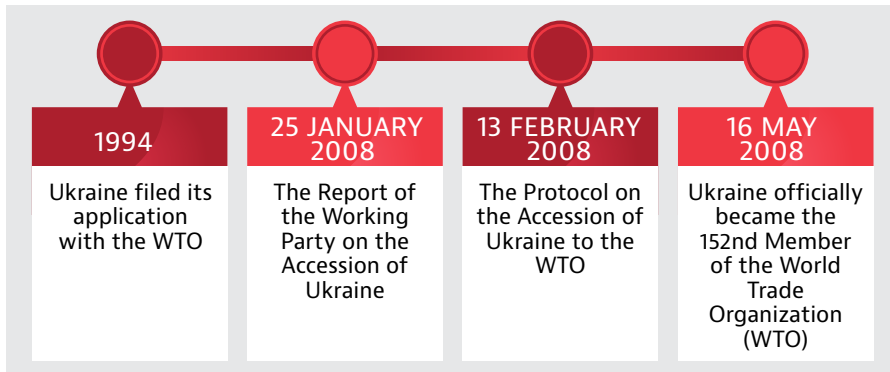 1994
Ukraine filed its
application
with the WTO
25 JANUARY
2008
The Report of
the Working
Party on the
Accession of
Ukraine
13 FEBRUARY
2008
The Protocol on
the Accession of
Ukraine to the
WTO
16 MAY
2008
Ukraine officially
became the
152nd Member
of the World
Trade
Organization
(WTO)